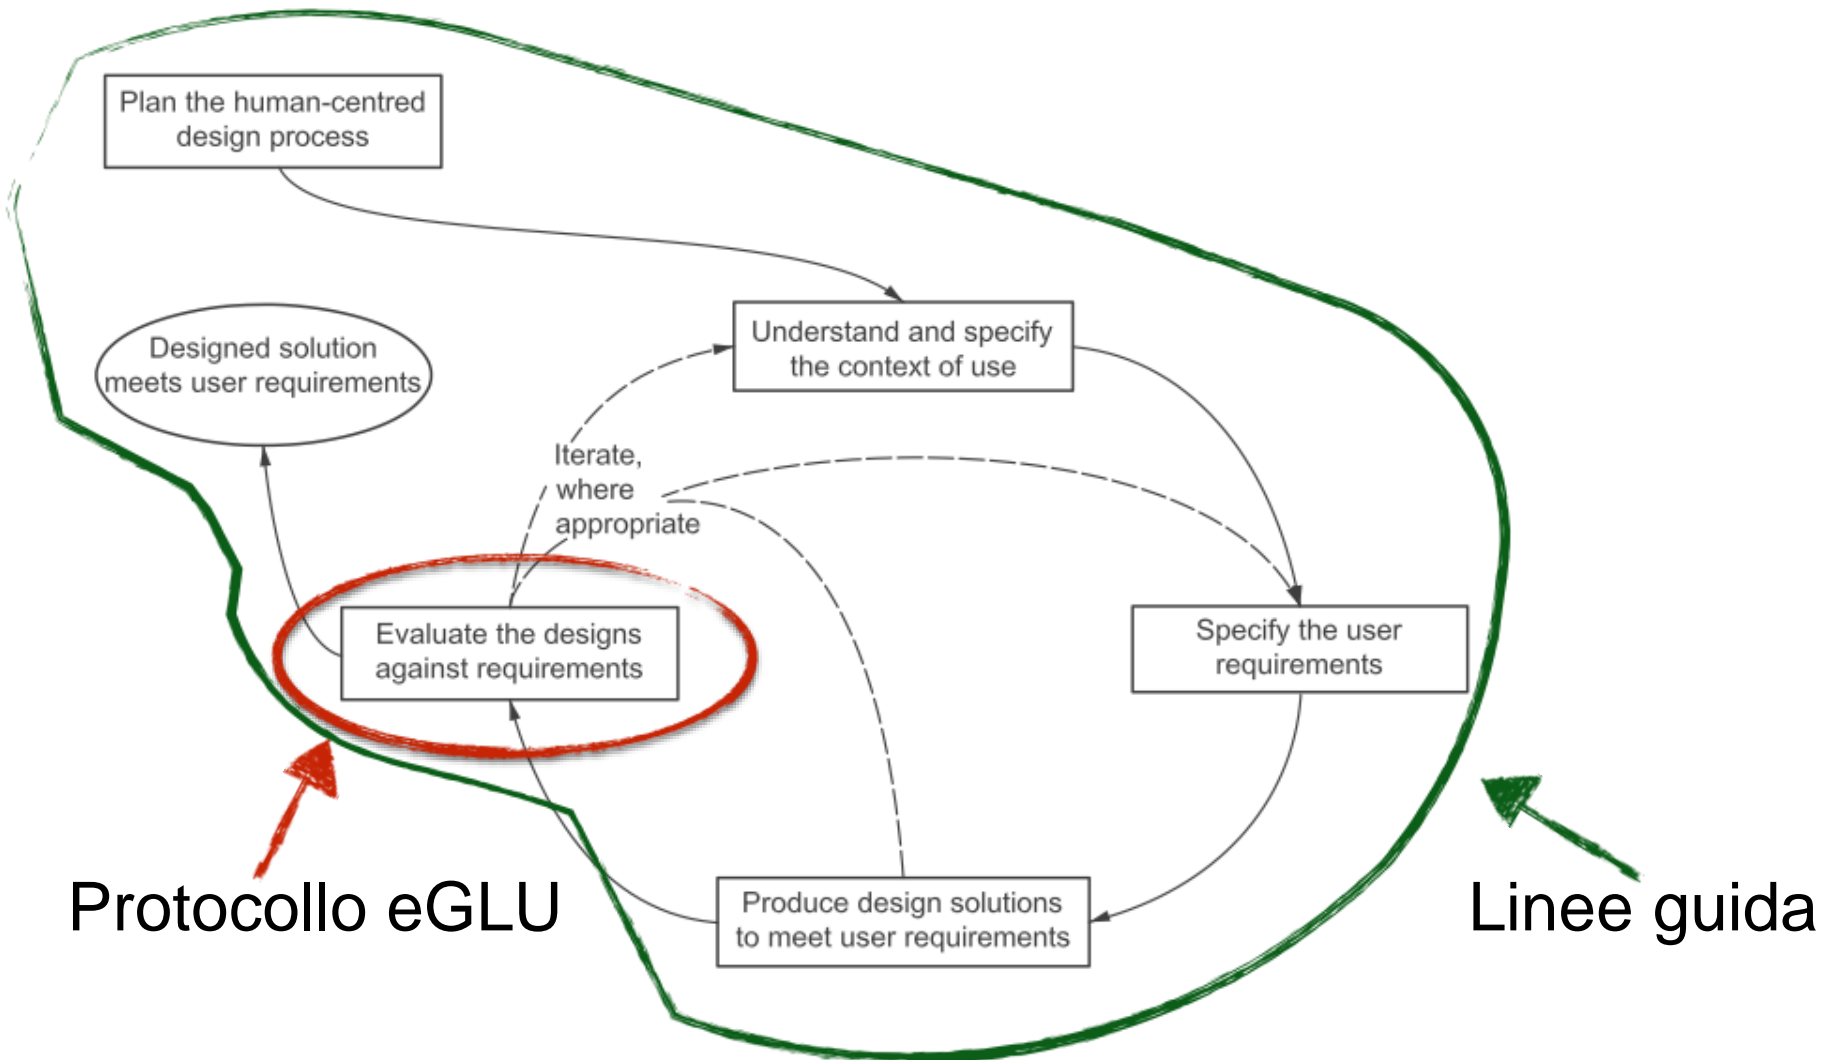 Plan the human-centred
design process
Designed solution
meets user requirements
Understand and specify
the context of use
Iterate,
where
appropriate
Evaluate the designs
against requirements
Specify the user
requirements
Produce design solutions
to meet user requirements
Protocollo eGLU
Linee guida